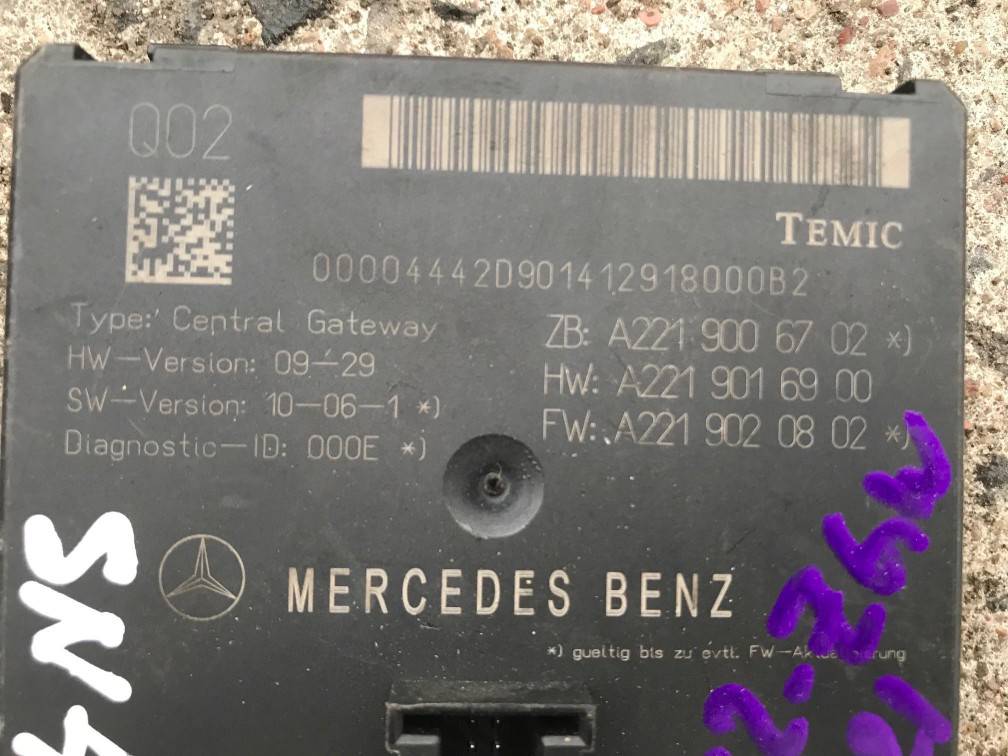 Q02
TEMIC
00004442D901412918000B2
Type: Central Gateway
HW-Version: 09-29
SW-Version: 10-06-1 *)
Diagnostic-ID: 000E *)
ZB: A221 900 67 02 *)
HW: A221 901 69 00
FW: A221 902 08 02 *)
MERCEDES BENZ
*) gueltig bis zu evtl.
SN4